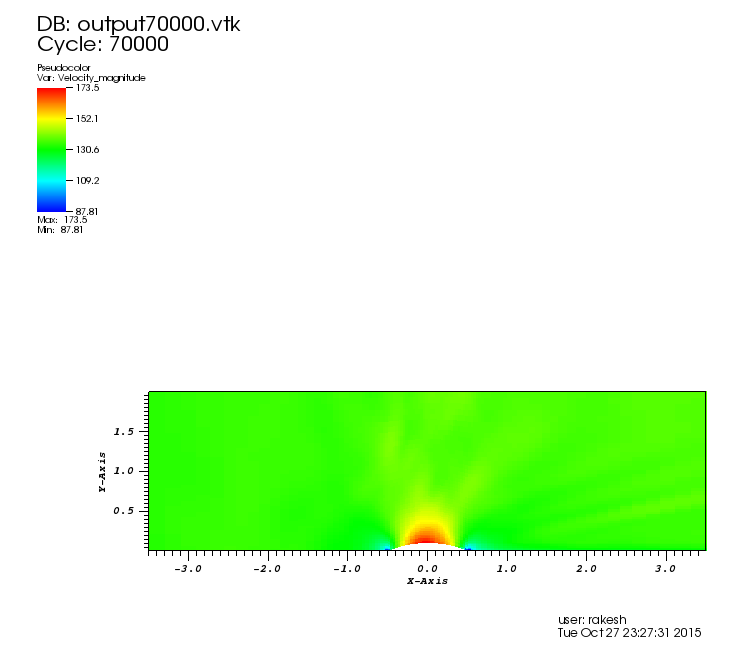 DB: output70000.vtk
Cycle: 70000
Pseudocolor
Var: Velocity_magnitude
173.5
152.1
130.6
109.2
87.81
Max: 173.5
Min: 87.81
1.5
1.0
0.5
Y-Axis
-3.0 -2.0 -1.0 0.0 1.0 2.0 3.0
X-Axis
user: rakesh
Tue Oct 27 23:27:31 2015